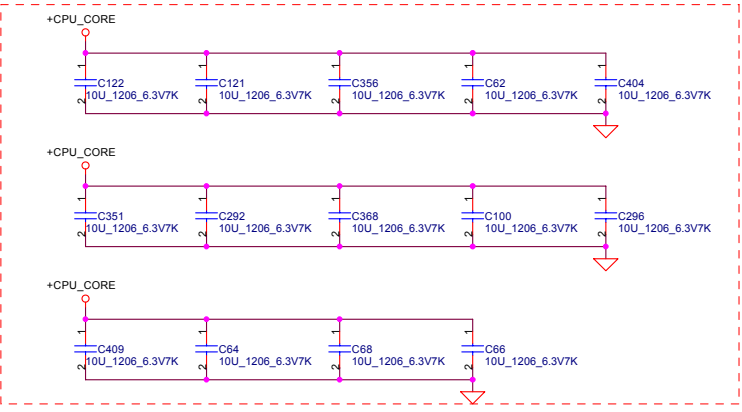 +CPU_CORE
1 1 1 1 1
C122 C121 C356 C62 C404
10U_1206_6.3V7K 10U_1206_6.3V7K 10U_1206_6.3V7K 10U_1206_6.3V7K 10U_1206_6.3V7K
2 2 2 2 2
+CPU_CORE
1 1 1 1 1
C351 C292 C368 C100 C296
10U_1206_6.3V7K 10U_1206_6.3V7K 10U_1206_6.3V7K 10U_1206_6.3V7K 10U_1206_6.3V7K
2 2 2 2 2
+CPU_CORE
1 1 1 1
C409 C64 C68 C66
10U_1206_6.3V7K 10U_1206_6.3V7K 10U_1206_6.3V7K 10U_1206_6.3V7K
2 2 2 2